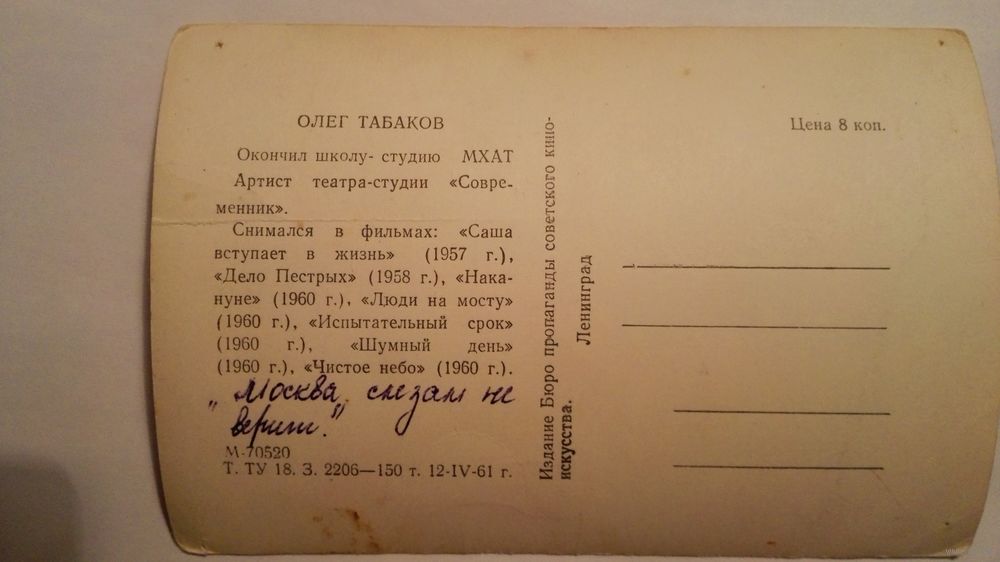 ОЛЕГ ТАБАКОВ
Окончил школу- студию МХАТ
Артист театра-студии «Совре-
менник».
Снимался в фильмах: «Саша
вступает в жизнь» (1957 г.),
«Дело Пестрых» (1958 г.), «Нака-
нуне» (1960 г.), «Люди на мосту»
(1960 г.), «Испытательный срок»
(1960 г.), «Шумный день»
(1960 г.), «Чистое небо» (1960 г.).
„Москва слезам не
верит."
М-70520
Т. ТУ 18. З. 2206—150 т. 12-IV-61 г.
Издание Бюро пропаганды советского кино-
искусства.
Ленинград
Цена 8 коп.